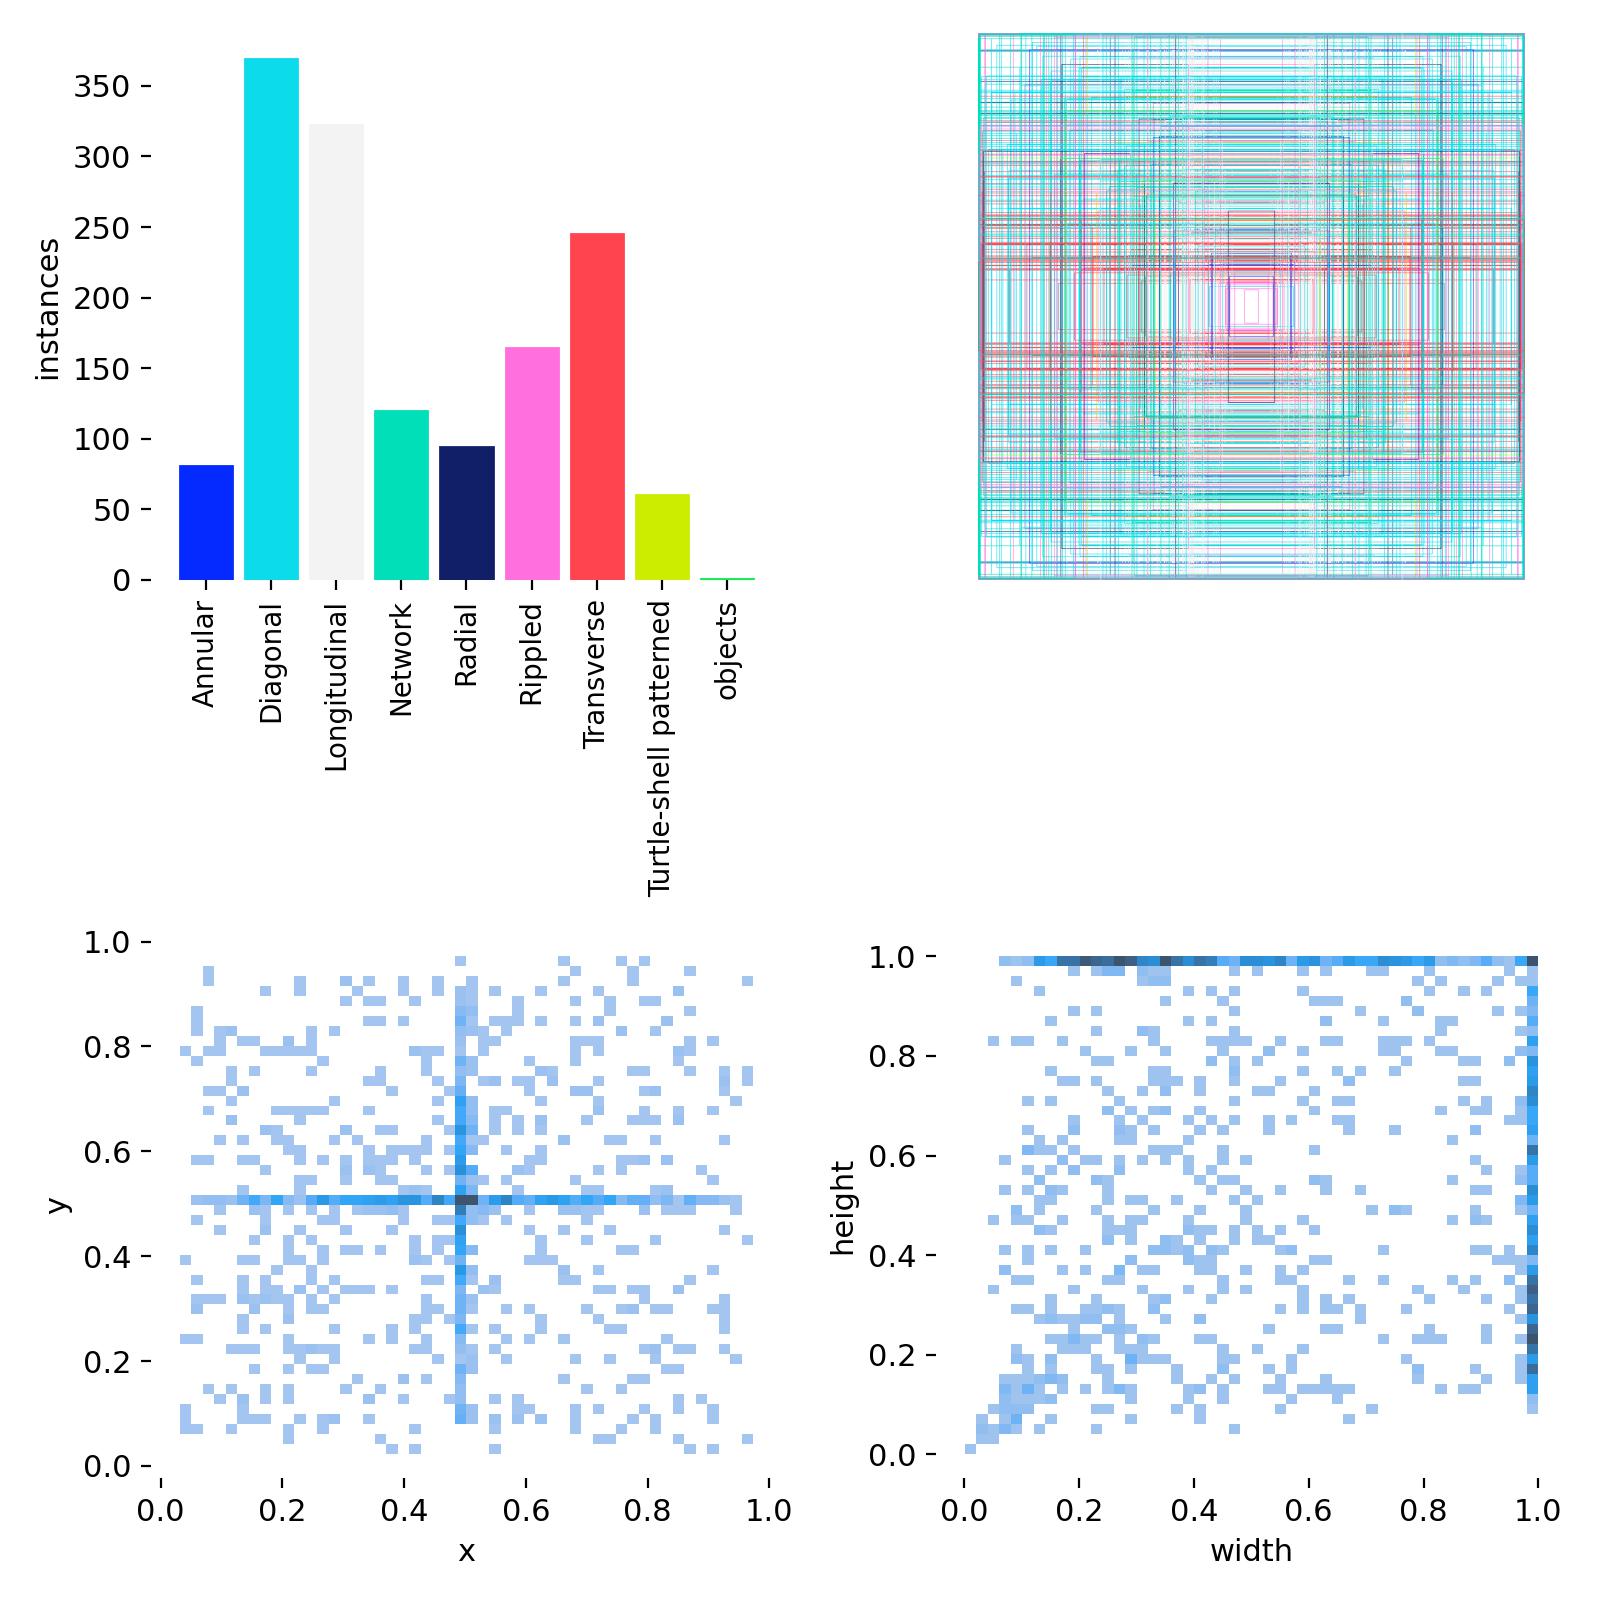 350
300
250
200
150
100
50
0
instances
Annular
Diagonal
Longitudinal
Network
Radial
Rippled
Transverse
Turtle-shell patterned
objects
1.0
0.8
0.6
0.4
0.2
0.0
y
0.0 0.2 0.4 0.6 0.8 1.0
x
1.0
0.8
0.6
0.4
0.2
0.0
height
0.0 0.2 0.4 0.6 0.8 1.0
width